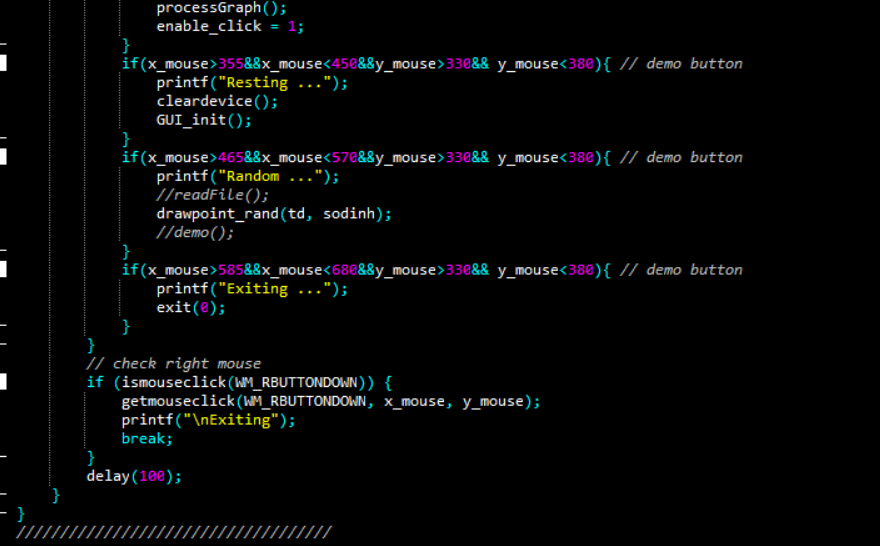 processGraph();
enable_click = 1;
}
if(x_mouse>355&&x_mouse<450&&y_mouse>330&& y_mouse<380){ // demo button
printf("Resting ...");
cleardevice();
GUI_init();
}
if(x_mouse>465&&x_mouse<570&&y_mouse>330&& y_mouse<380){ // demo button
printf("Random ...");
//readFile();
drawpoint_rand(td, sodinh);
//demo();
}
if(x_mouse>585&&x_mouse<680&&y_mouse>330&& y_mouse<380){ // demo button
printf("Exiting ...");
exit(0);
}
}
// check right mouse
if (ismouseclick(WM_RBUTTONDOWN)) {
getmouseclick(WM_RBUTTONDOWN, x_mouse, y_mouse);
printf("\nExiting");
break;
}
delay(100);
}
}
////////////////////////////////////